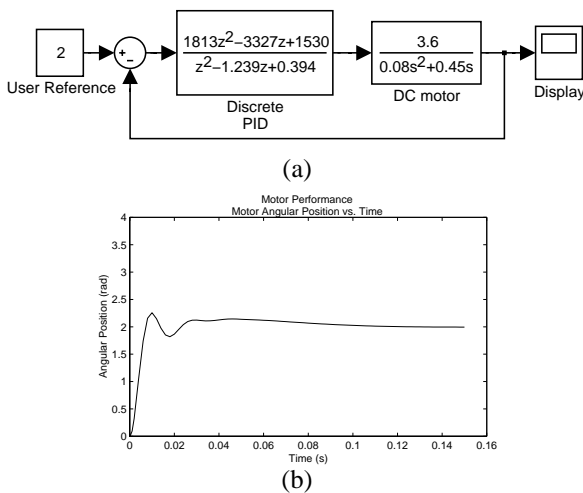 2
User Reference
+
-
1813z²-3327z+1530
z²-1.239z+0.394
Discrete
PID
3.6
0.08s²+0.45s
DC motor
Display
(a)
Motor Performance
Motor Angular Position vs. Time
Angular Position (rad)
4
3.5
3
2.5
2
1.5
1
0.5
0
0
0.02
0.04
0.06
0.08
0.1
0.12
0.14
0.16
Time (s)
(b)